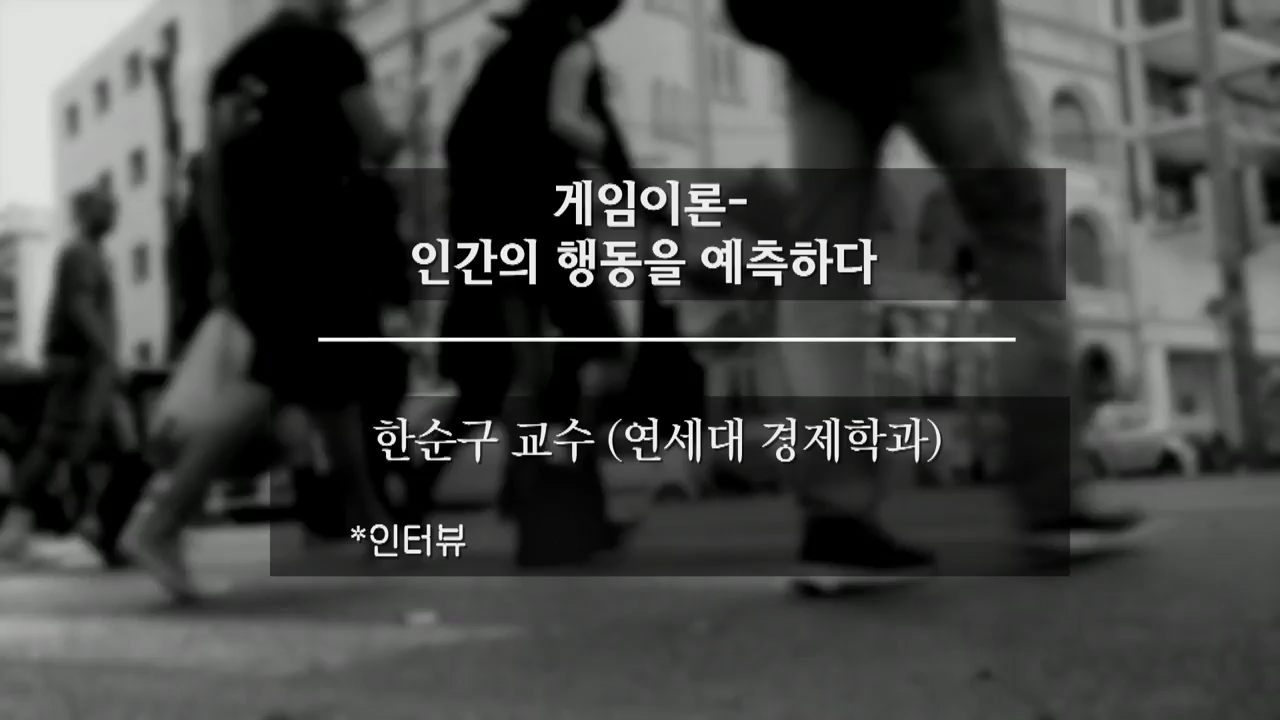 게임이론-
인간의 행동을 예측하다
한순구 교수 (연세대 경제학과)
*인터뷰